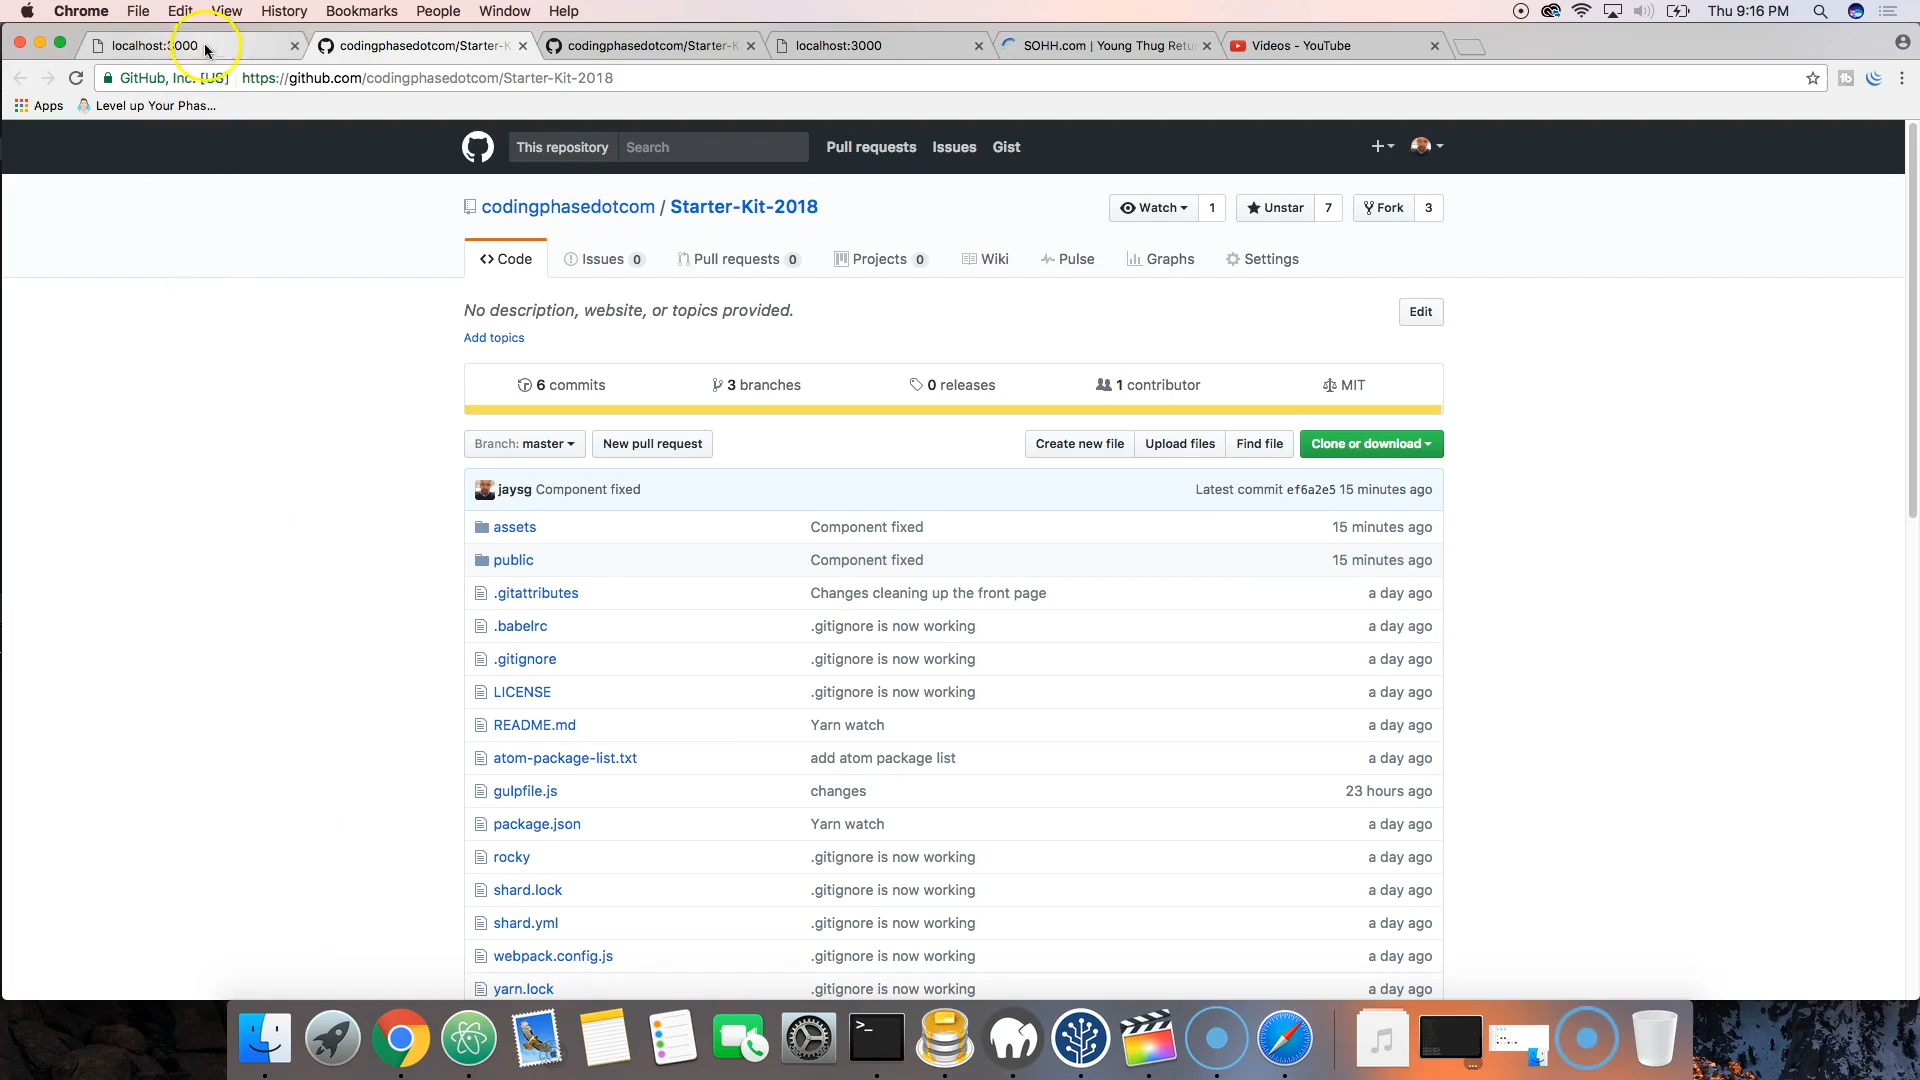 Chrome File Edit View History Bookmarks People Window Help Thu 9:16 PM
localhost:3000 codingphasedotcom/Starter-K codingphasedotcom/Starter-K localhost:3000 SOHH.com | Young Thug Retur Videos - YouTube
GitHub, Inc. [US] https://github.com/codingphasedotcom/Starter-Kit-2018
Apps Level up Your Phas...
This repository Search Pull requests Issues Gist
codingphasedotcom / Starter-Kit-2018 Watch 1 Unstar 7 Fork 3
Code Issues 0 Pull requests 0 Projects 0 Wiki Pulse Graphs Settings
No description, website, or topics provided. Edit
Add topics
6 commits 3 branches 0 releases 1 contributor MIT
Branch: master New pull request Create new file Upload files Find file Clone or download
jaysg Component fixed Latest commit ef6a2e5 15 minutes ago
assets Component fixed 15 minutes ago
public Component fixed 15 minutes ago
.gitattributes Changes cleaning up the front page a day ago
.babelrc .gitignore is now working a day ago
.gitignore .gitignore is now working a day ago
LICENSE .gitignore is now working a day ago
README.md Yarn watch a day ago
atom-package-list.txt add atom package list a day ago
gulpfile.js changes 23 hours ago
package.json Yarn watch a day ago
rocky .gitignore is now working a day ago
shard.lock .gitignore is now working a day ago
shard.yml .gitignore is now working a day ago
webpack.config.js .gitignore is now working a day ago
yarn.lock .gitignore is now working a day ago